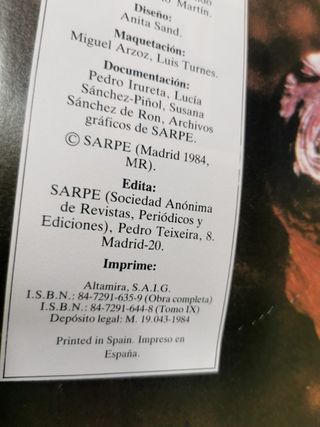 Martín.
Diseño:
Anita Sand.
Maquetación:
Miguel Arzoz, Luis Turnes.
Documentación:
Pedro Irureta, Lucía
Sánchez-Piñol, Susana
Sánchez de Ron, Archivos
gráficos de SARPE.
© SARPE (Madrid 1984,
MR).
Edita:
SARPE (Sociedad Anónima
de Revistas, Periódicos y
Ediciones), Pedro Teixeira, 8.
Madrid-20.
Imprime:
Altamira, S.A.I.G.
I.S.B.N.: 84-7291-635-9 (Obra completa)
I.S.B.N.: 84-7291-644-8 (Tomo IX)
Depósito legal: M. 19.043-1984
Printed in Spain. Impreso en
España.